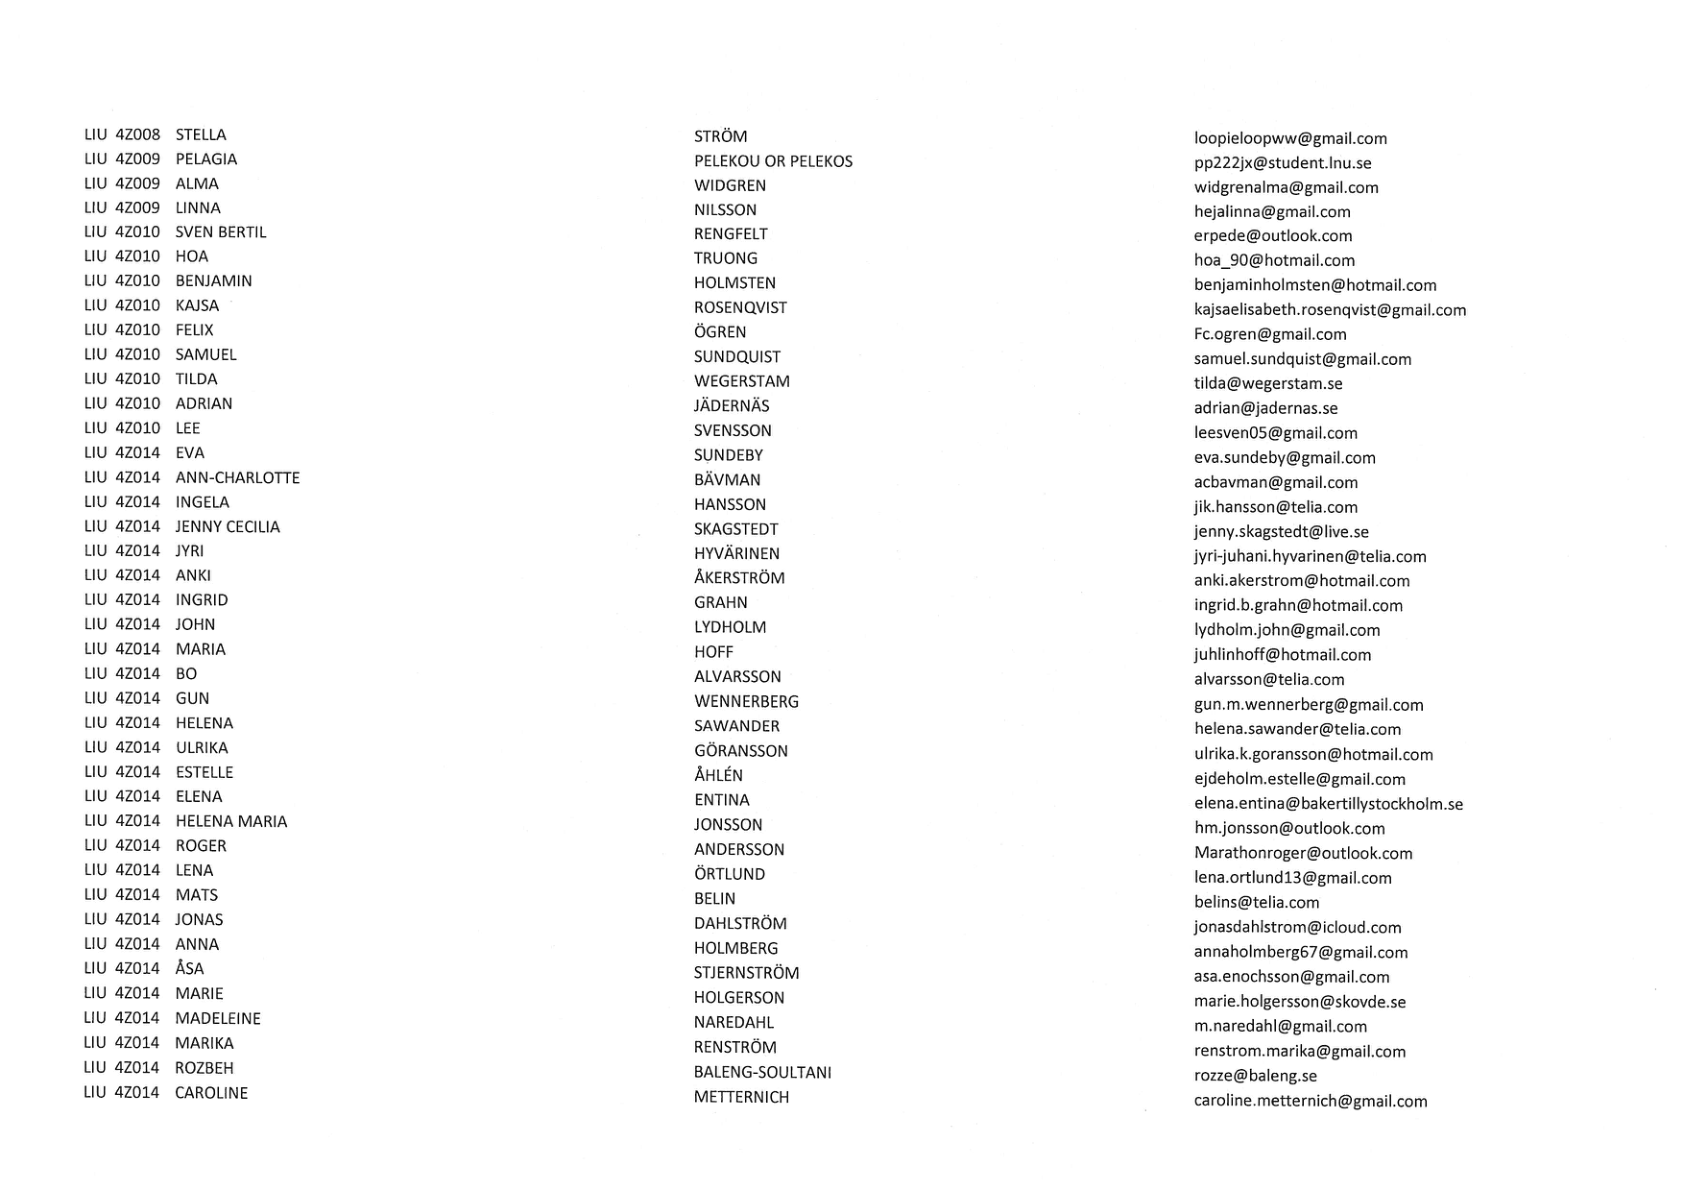 LIU 4Z008 STELLA STRÖM loopieloopww@gmail.com
LIU 4Z009 PELAGIA PELEKOU OR PELEKOS pp222jx@student.lnu.se
LIU 4Z009 ALMA WIDGREN widgrenalma@gmail.com
LIU 4Z009 LINNA NILSSON hejalinna@gmail.com
LIU 4Z010 SVEN BERTIL RENGFELT erpede@outlook.com
LIU 4Z010 HOA TRUONG hoa_90@hotmail.com
LIU 4Z010 BENJAMIN HOLMSTEN benjaminholmsten@hotmail.com
LIU 4Z010 KAJSA ROSENQVIST kajsaelisabeth.rosenqvist@gmail.com
LIU 4Z010 FELIX ÖGREN Fc.ogren@gmail.com
LIU 4Z010 SAMUEL SUNDQUIST samuel.sundquist@gmail.com
LIU 4Z010 TILDA WEGERSTAM tilda@wegerstam.se
LIU 4Z010 ADRIAN JÄDERNÄS adrian@jadernas.se
LIU 4Z010 LEE SVENSSON leesven05@gmail.com
LIU 4Z014 EVA SUNDEBY eva.sundeby@gmail.com
LIU 4Z014 ANN-CHARLOTTE BÄVMAN acbavman@gmail.com
LIU 4Z014 INGELA HANSSON jik.hansson@telia.com
LIU 4Z014 JENNY CECILIA SKAGSTEDT jenny.skagstedt@live.se
LIU 4Z014 JYRI HYVÄRINEN jyri-juhani.hyvarinen@telia.com
LIU 4Z014 ANKI ÅKERSTRÖM anki.akerstrom@hotmail.com
LIU 4Z014 INGRID GRAHN ingrid.b.grahn@hotmail.com
LIU 4Z014 JOHN LYDHOLM lydholm.john@gmail.com
LIU 4Z014 MARIA HOFF juhlinhoff@hotmail.com
LIU 4Z014 BO ALVARSSON alvarsson@telia.com
LIU 4Z014 GUN WENNERBERG gun.m.wennerberg@gmail.com
LIU 4Z014 HELENA SAWANDER helena.sawander@telia.com
LIU 4Z014 ULRIKA GÖRANSSON ulrika.k.goransson@hotmail.com
LIU 4Z014 ESTELLE ÅHLÉN ejdeholm.estelle@gmail.com
LIU 4Z014 ELENA ENTINA elena.entina@bakertillystockholm.se
LIU 4Z014 HELENA MARIA JONSSON hm.jonsson@outlook.com
LIU 4Z014 ROGER ANDERSSON Marathonroger@outlook.com
LIU 4Z014 LENA ÖRTLUND lena.ortlund13@gmail.com
LIU 4Z014 MATS BELIN belins@telia.com
LIU 4Z014 JONAS DAHLSTRÖM jonasdahlstrom@icloud.com
LIU 4Z014 ANNA HOLMBERG annaholmberg67@gmail.com
LIU 4Z014 ÅSA STJERNSTRÖM asa.enochsson@gmail.com
LIU 4Z014 MARIE HOLGERSON marie.holgersson@skovde.se
LIU 4Z014 MADELEINE NAREDAHL m.naredahl@gmail.com
LIU 4Z014 MARIKA RENSTRÖM renstrom.marika@gmail.com
LIU 4Z014 ROZBEH BALENG-SOULTANI rozze@baleng.se
LIU 4Z014 CAROLINE METTERNICH caroline.metternich@gmail.com